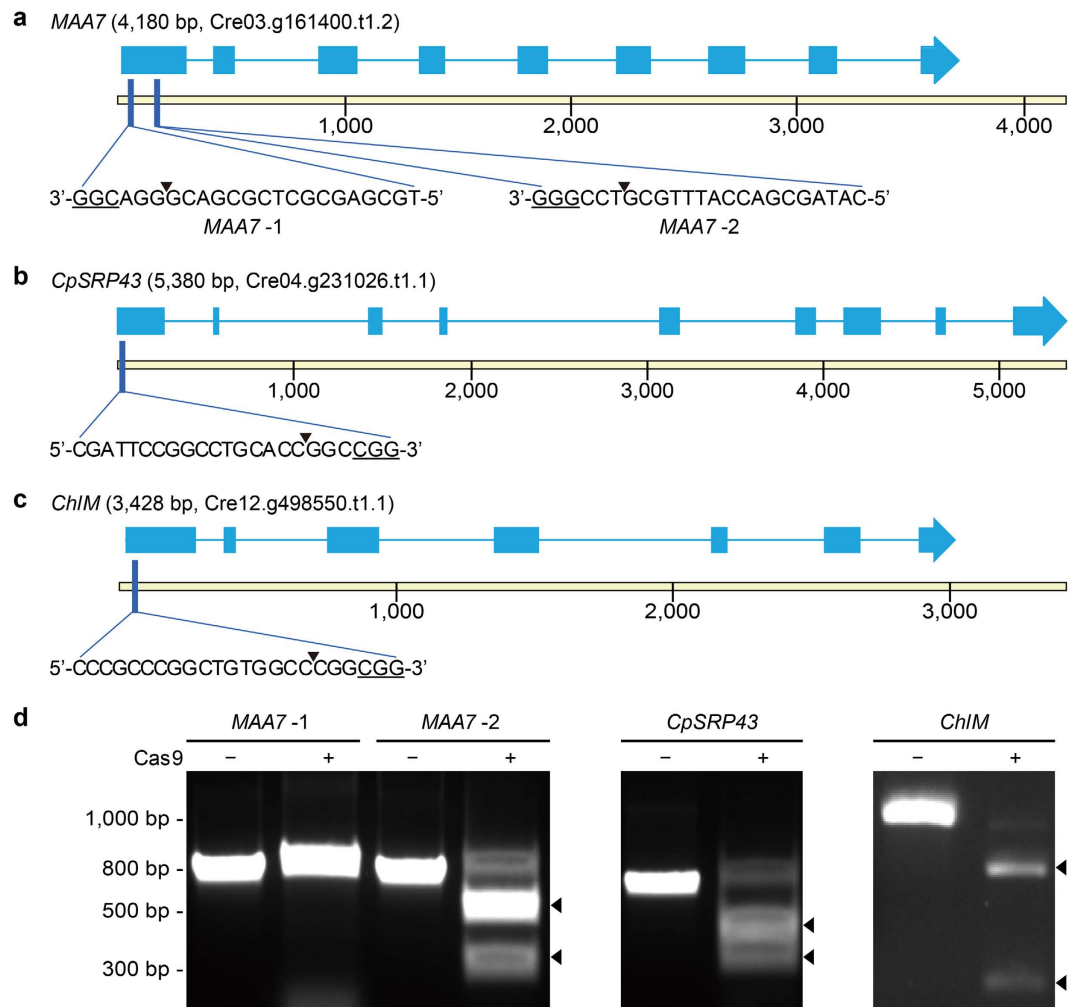 a MAA7 (4,180 bp, Cre03.g161400.t1.2)
1,000 2,000 3,000 4,000
3’-GGCAGGGCAGCGCTCGCGAGCGT-5’ 3’-GGGCCTGCGTTTACCAGCGATAC-5’
MAA7 -1 MAA7 -2
b CpSRP43 (5,380 bp, Cre04.g231026.t1.1)
1,000 2,000 3,000 4,000 5,000
5’-CGATTCCGGCCTGCACCGGCCGG-3’
c ChlM (3,428 bp, Cre12.g498550.t1.1)
1,000 2,000 3,000
5’-CCCGCCCGGCTGTGGCCCGGCGG-3’
d MAA7 -1 MAA7 -2 CpSRP43 ChlM
Cas9 – + – + – + – +
1,000 bp -
800 bp -
500 bp -
300 bp -